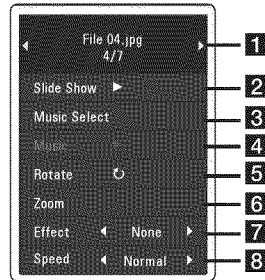 File 04.jpg 1
4/7
Slide Show 2
Music Select 3
Music 4
Rotate 5
Zoom 6
Effect None 7
Speed Normal 8